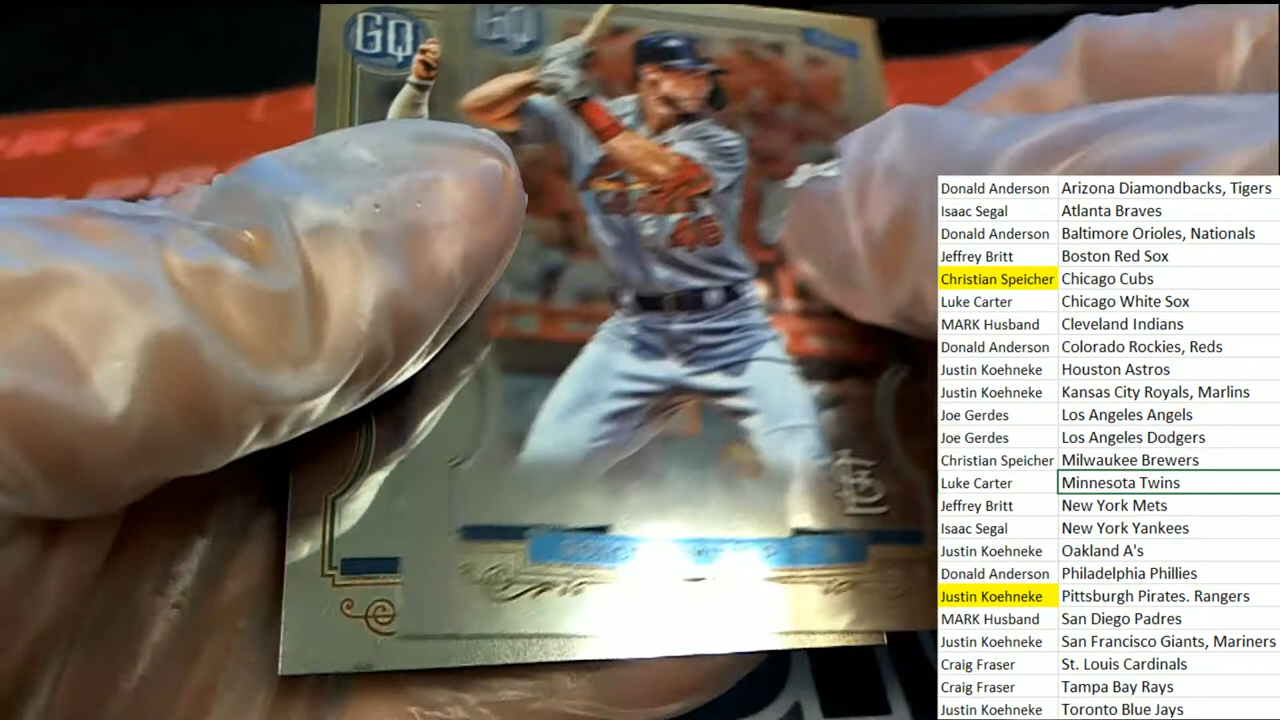 GQ
GQ
46
Donald Anderson Arizona Diamondbacks, Tigers
Isaac Segal Atlanta Braves
Donald Anderson Baltimore Orioles, Nationals
Jeffrey Britt Boston Red Sox
Christian Speicher Chicago Cubs
Luke Carter Chicago White Sox
MARK Husband Cleveland Indians
Donald Anderson Colorado Rockies, Reds
Justin Koehneke Houston Astros
Justin Koehneke Kansas City Royals, Marlins
Joe Gerdes Los Angeles Angels
Joe Gerdes Los Angeles Dodgers
Christian Speicher Milwaukee Brewers
Luke Carter Minnesota Twins
Jeffrey Britt New York Mets
Isaac Segal New York Yankees
Justin Koehneke Oakland A's
Donald Anderson Philadelphia Phillies
Justin Koehneke Pittsburgh Pirates. Rangers
MARK Husband San Diego Padres
Justin Koehneke San Francisco Giants, Mariners
Craig Fraser St. Louis Cardinals
Craig Fraser Tampa Bay Rays
Justin Koehneke Toronto Blue Jays